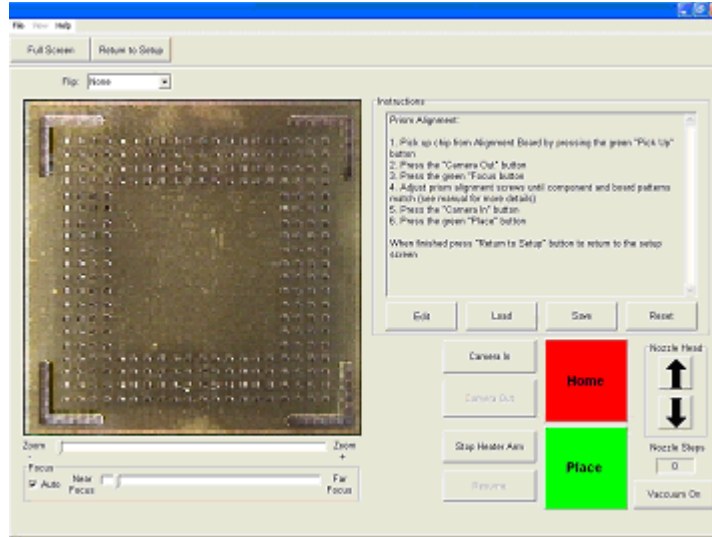 File View Help
Full Screen Return to Setup
Flip: None
Instructions
Prism Alignment:
1. Pick up chip from Alignment Board by pressing the green "Pick Up"
button
2. Press the "Camera Out" button
3. Press the green "Focus button
4. Adjust prism alignment screws until component and board patterns
match (see manual for more details)
5. Press the "Camera In" button
6. Press the green "Place" button
When finished press "Return to Setup" button to return to the setup
screen
Edit Load Save Reset
Camera In
Camera Out
Home
Nozzle Head
Zoom Zoom
- +
Stop Heater Arm
Resume
Place
Nozzle Steps
0
Vacuum On
Focus
Auto Near
Focus
Far
Focus